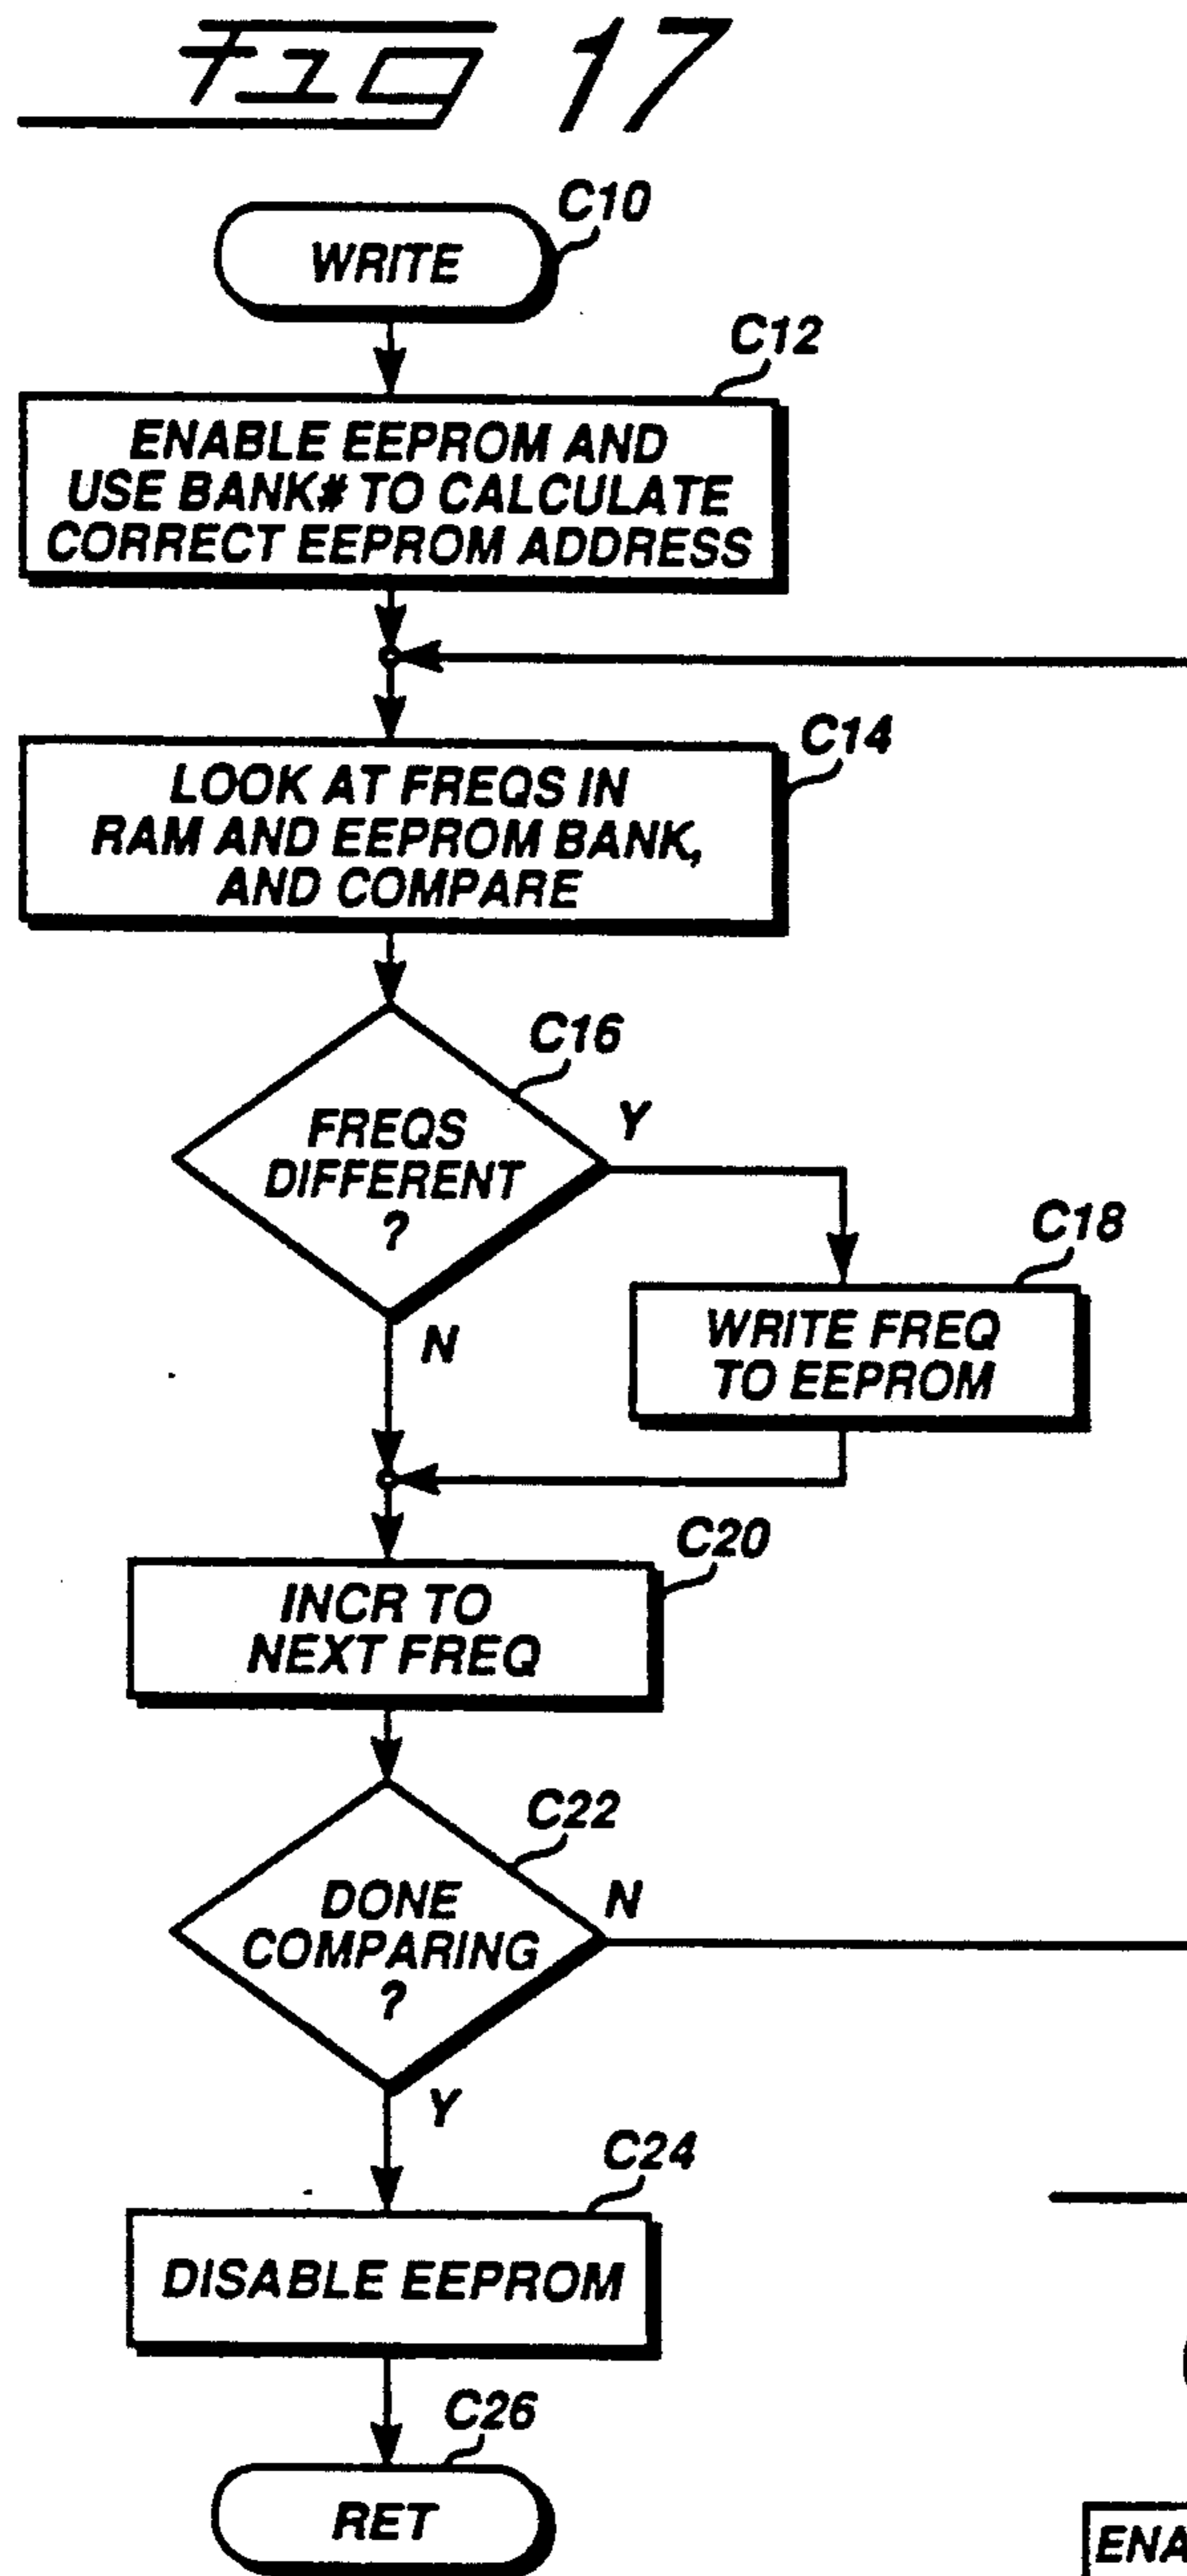 Fig 17
C10
WRITE
C12
ENABLE EEPROM AND
USE BANK# TO CALCULATE
CORRECT EEPROM ADDRESS
C14
LOOK AT FREQS IN
RAM AND EEPROM BANK,
AND COMPARE
C16
FREQS
DIFFERENT
?
Y
N
C18
WRITE FREQ
TO EEPROM
C20
INCR TO
NEXT FREQ
C22
DONE
COMPARING
?
N
Y
C24
DISABLE EEPROM
C26
RET